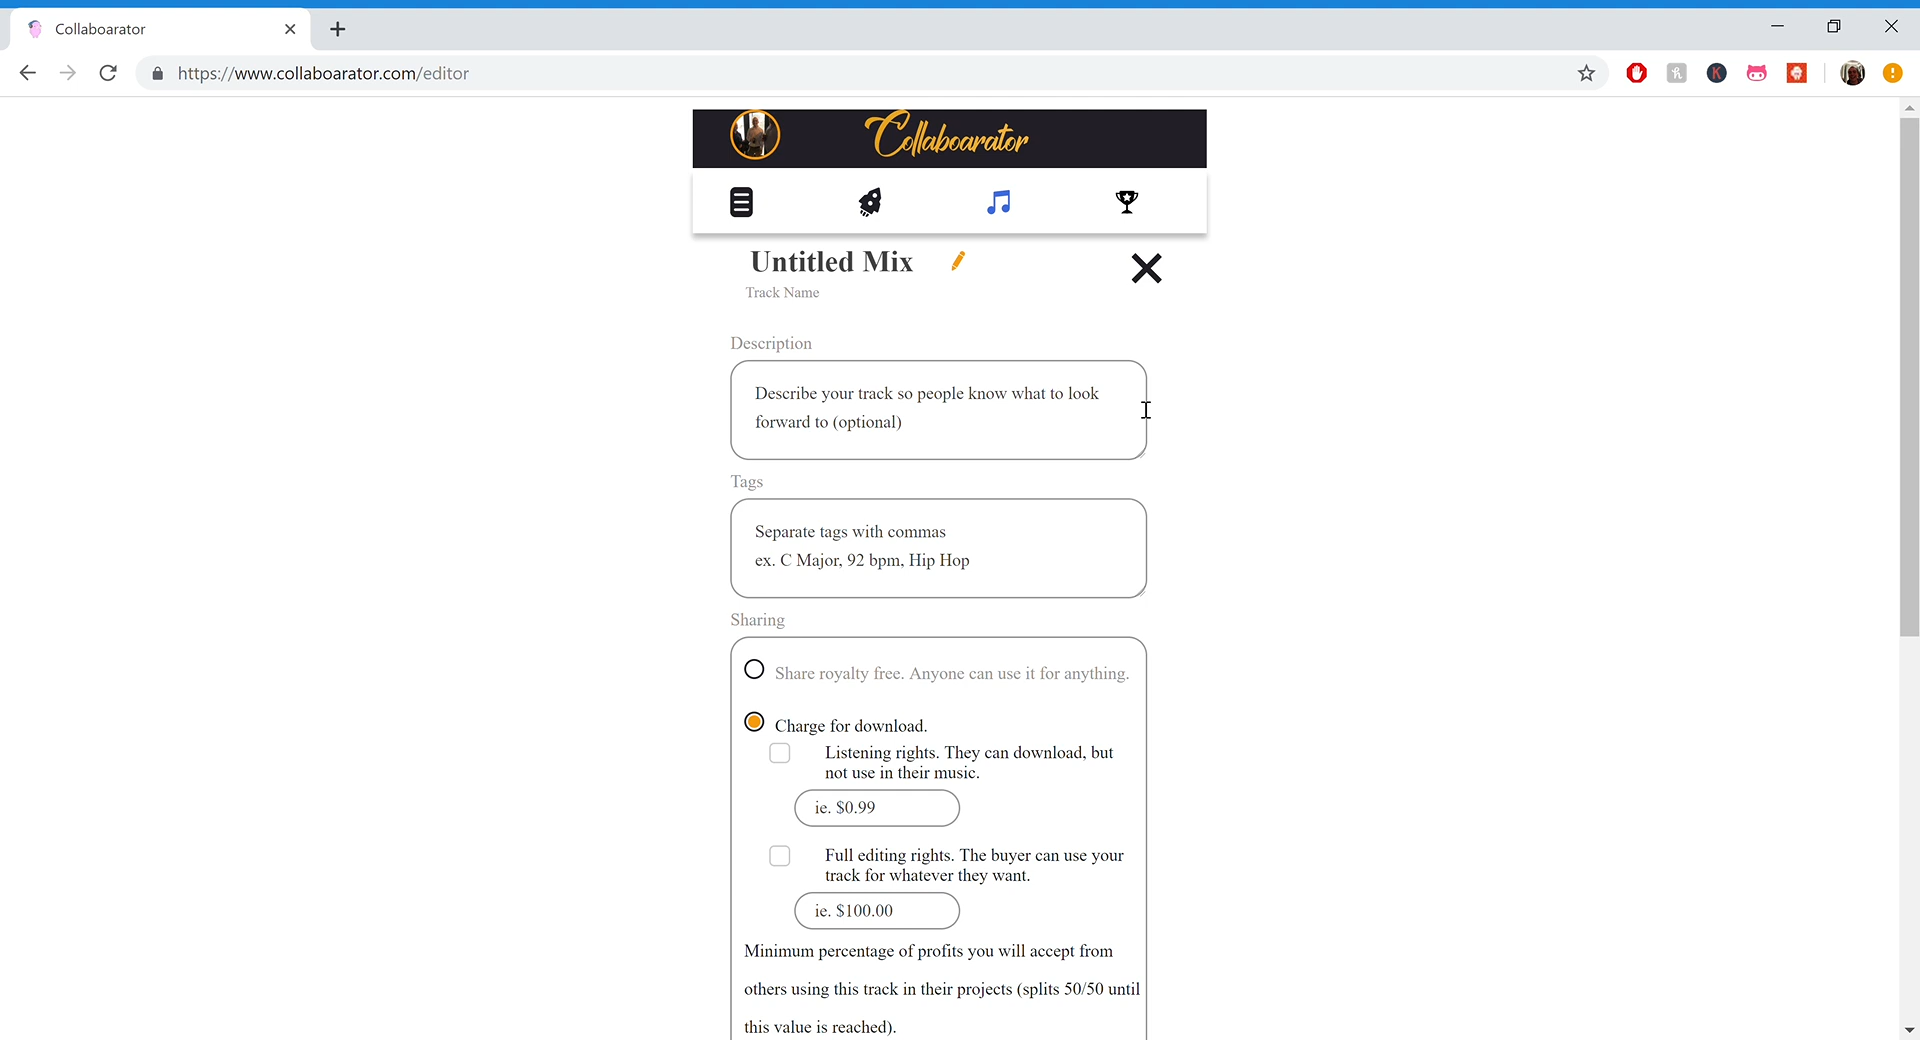 Collaboarator
https://www.collaboarator.com/editor
Collaboarator
Untitled Mix
Track Name
Description
Describe your track so people know what to look
forward to (optional)
Tags
Separate tags with commas
ex. C Major, 92 bpm, Hip Hop
Sharing
Share royalty free. Anyone can use it for anything.
Charge for download.
Listening rights. They can download, but
not use in their music.
ie. $0.99
Full editing rights. The buyer can use your
track for whatever they want.
ie. $100.00
Minimum percentage of profits you will accept from
others using this track in their projects (splits 50/50 until
this value is reached).